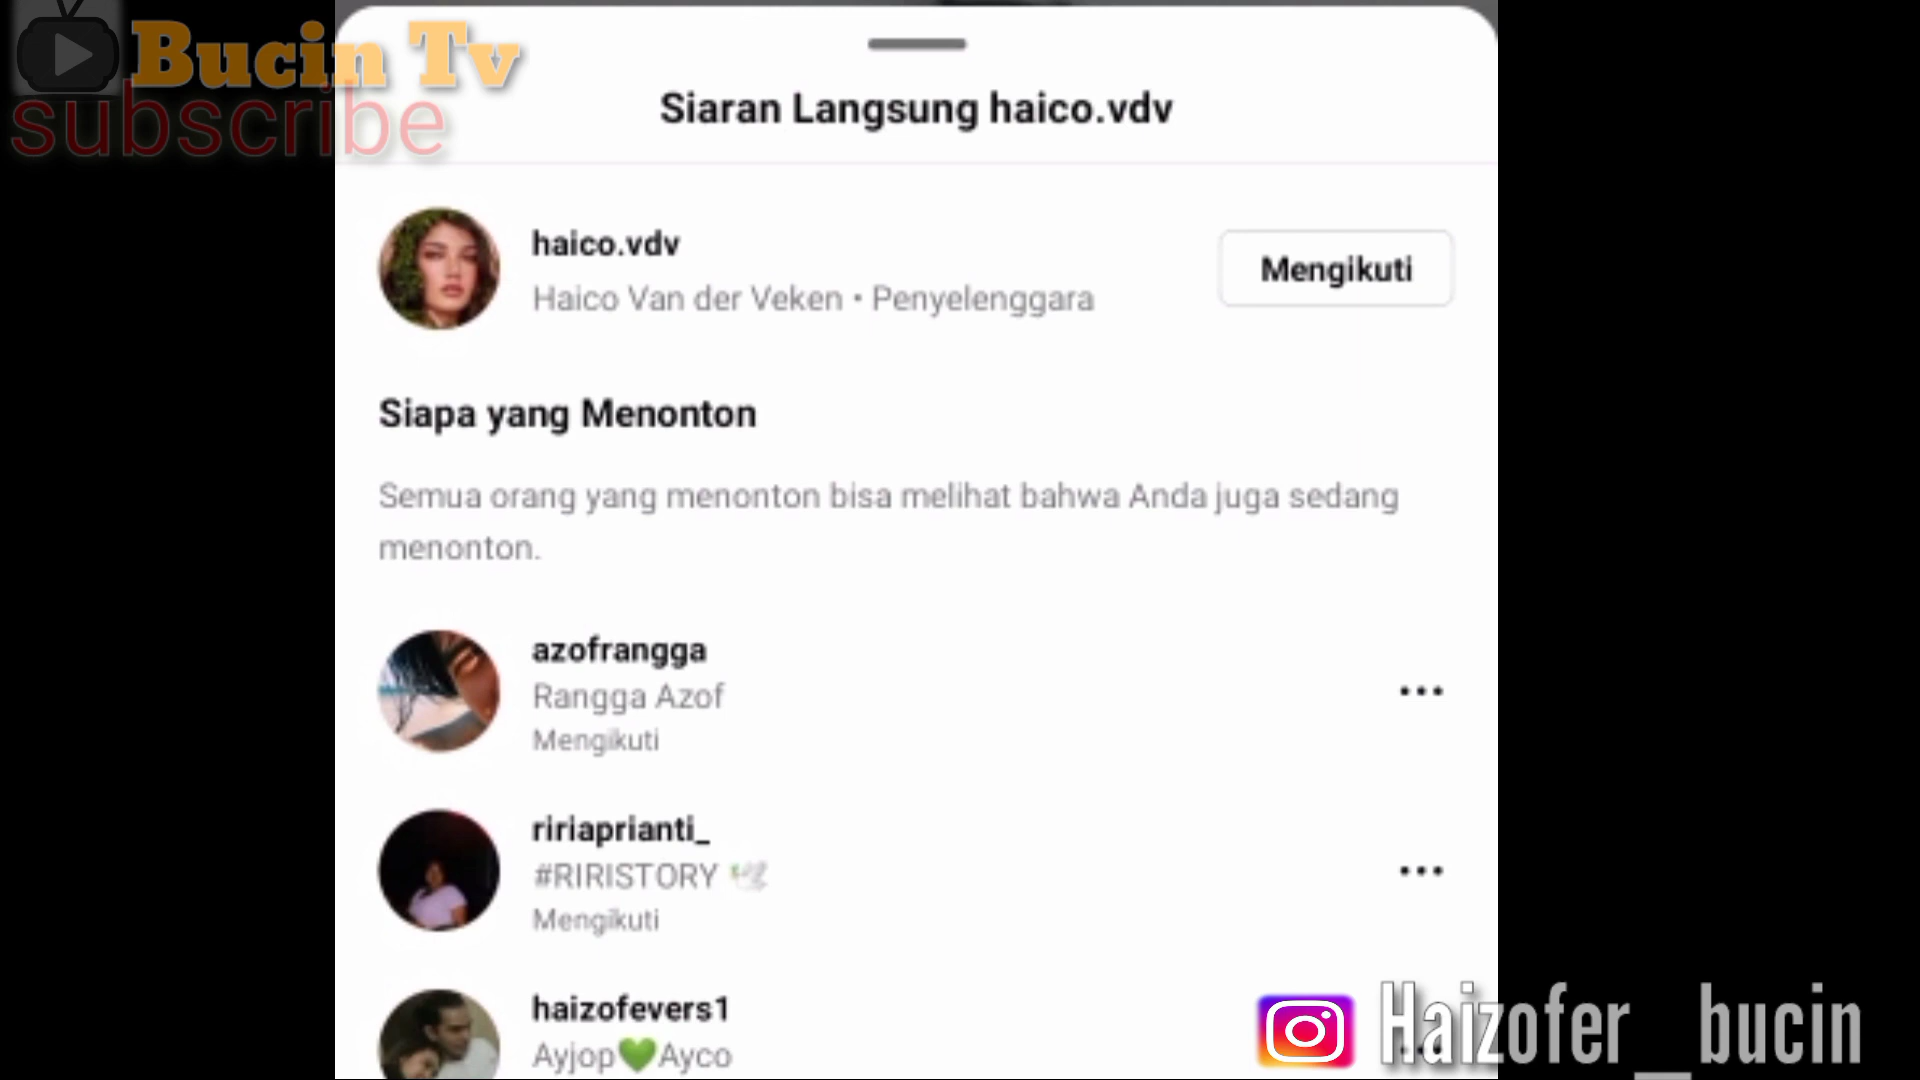 Bucin Tv
subscribe
Siaran Langsung haico.vdv
haico.vdv
Haico Van der Veken • Penyelenggara
Mengikuti
Siapa yang Menonton
Semua orang yang menonton bisa melihat bahwa Anda juga sedang
menonton.
azofrangga
Rangga Azof
Mengikuti
ririaprianti_
#RIRISTORY 🕊
Mengikuti
haizofevers1
Ayjop💚Ayco
Haizofer_bucin